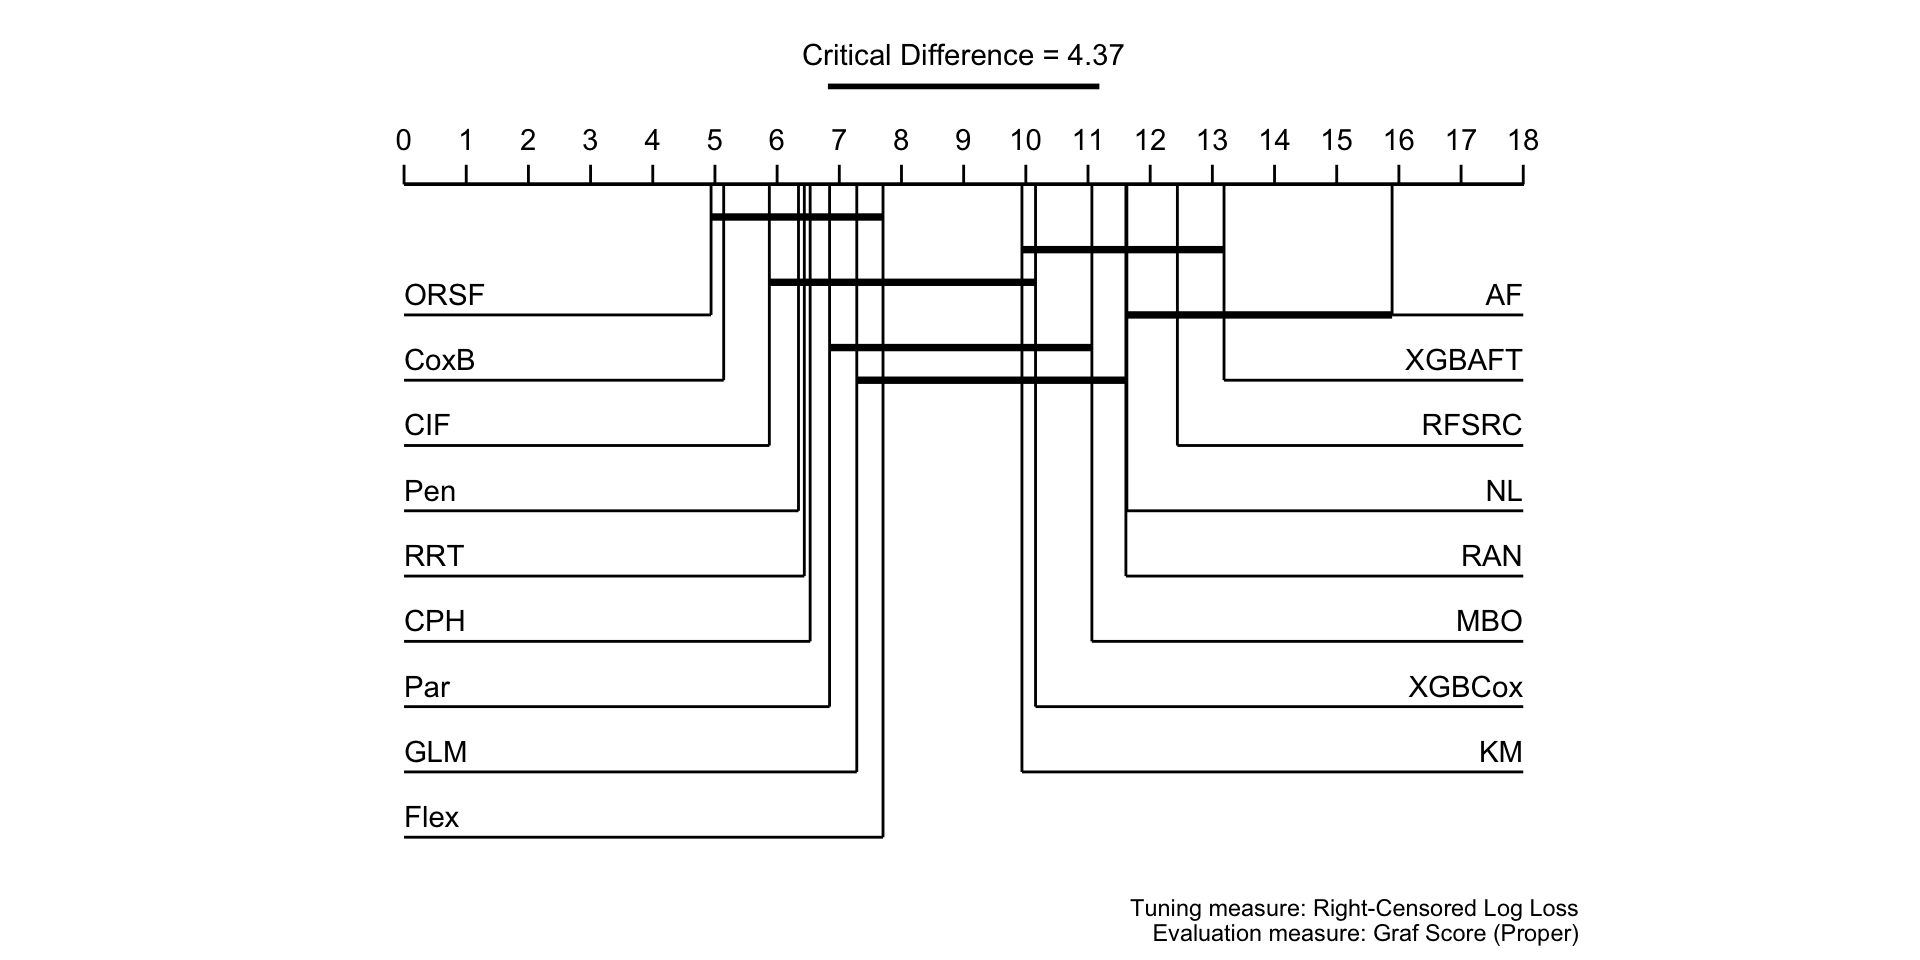 Critical Difference = 4.37
0 1 2 3 4 5 6 7 8 9 10 11 12 13 14 15 16 17 18
ORSF AF
CoxB XGBAFT
CIF RFSRC
Pen NL
RRT RAN
CPH MBO
Par XGBCox
GLM KM
Flex
Tuning measure: Right-Censored Log Loss
Evaluation measure: Graf Score (Proper)